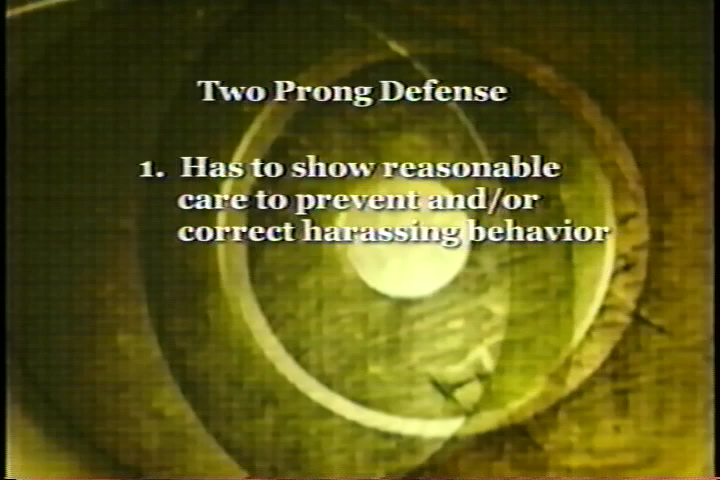 Two Prong Defense
1. Has to show reasonable
care to prevent and/or
correct harassing behavior